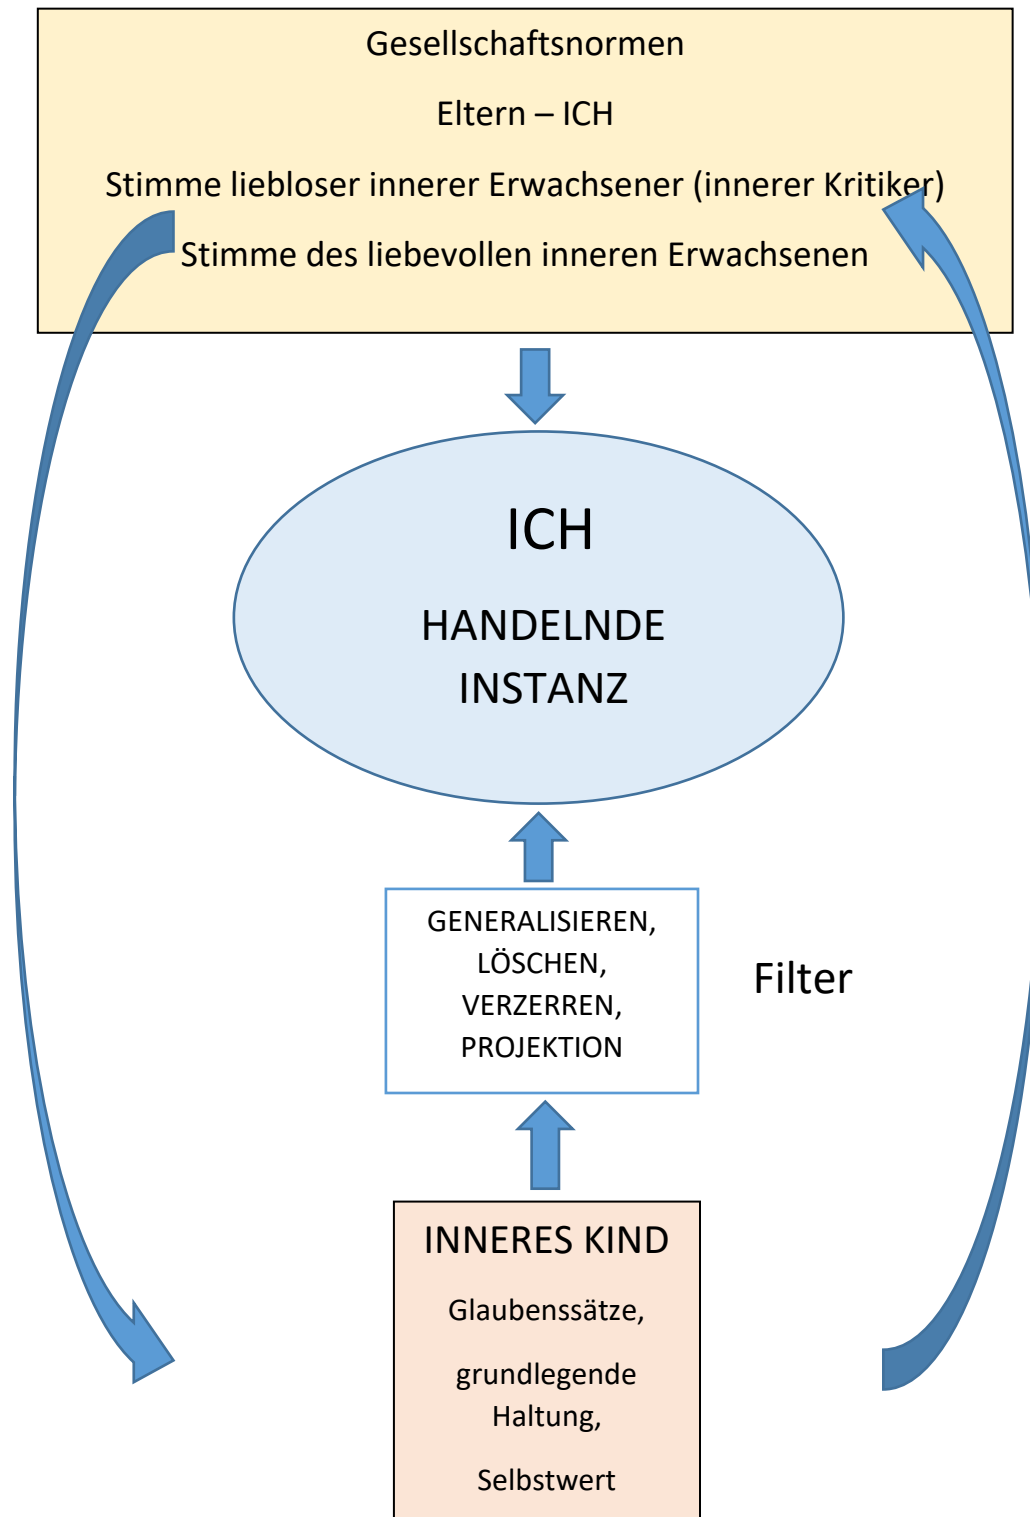 Gesellschaftsnormen
Eltern – ICH
Stimme liebloser innerer Erwachsener (innerer Kritiker)
Stimme des liebevollen inneren Erwachsenen
ICH
HANDELNDE
INSTANZ
GENERALISIEREN,
LÖSCHEN,
VERZERREN,
PROJEKTION
Filter
INNERES KIND
Glaubenssätze,
grundlegende
Haltung,
Selbstwert